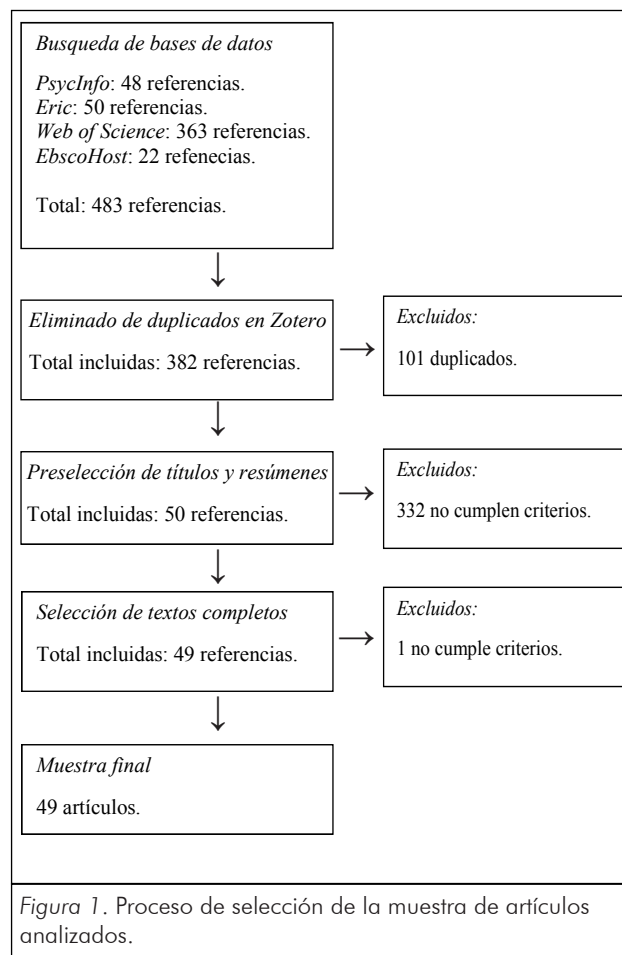 Busqueda de bases de datos
PsycInfo: 48 referencias.
Eric: 50 referencias.
Web of Science: 363 referencias.
EbscoHost: 22 refenecias.
Total: 483 referencias.
Eliminado de duplicados en Zotero
Total incluidas: 382 referencias.
Excluidos:
101 duplicados.
Preselección de títulos y resúmenes
Total incluidas: 50 referencias.
Excluidos:
332 no cumplen criterios.
Selección de textos completos
Total incluidas: 49 referencias.
Excluidos:
1 no cumple criterios.
Muestra final
49 artículos.
Figura 1. Proceso de selección de la muestra de artículos
analizados.